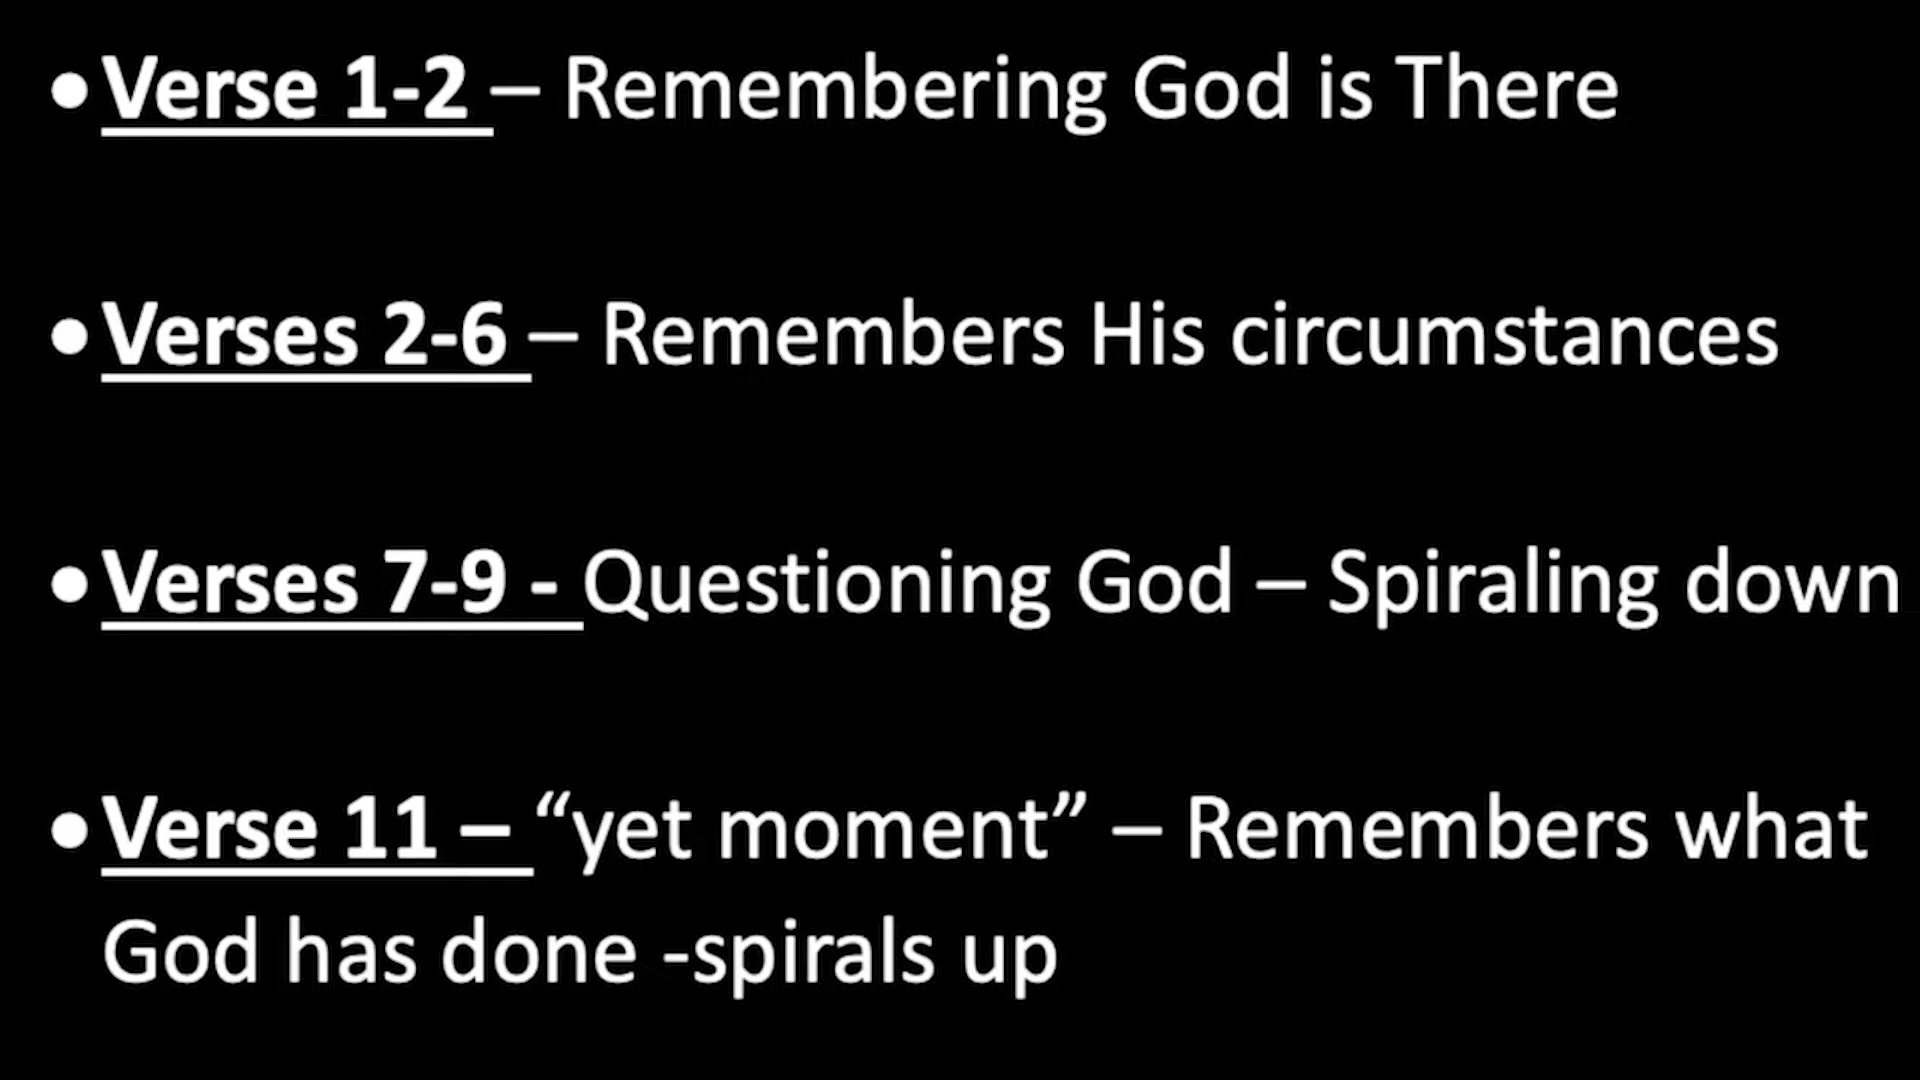 • Verse 1-2 – Remembering God is There
• Verses 2-6 – Remembers His circumstances
• Verses 7-9 - Questioning God – Spiraling down
• Verse 11 – “yet moment” – Remembers what
God has done -spirals up